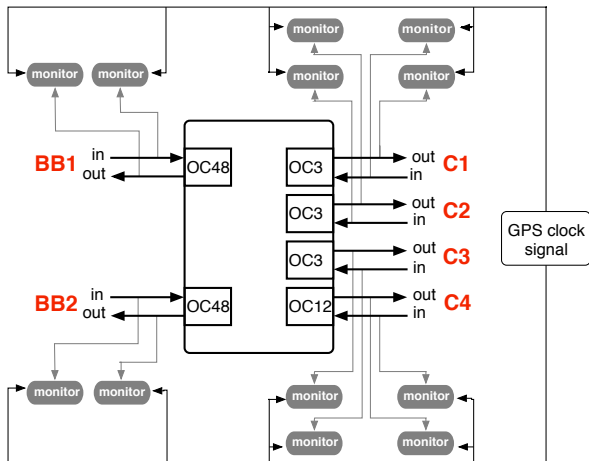 monitor monitor
monitor monitor
monitor monitor
BB1 in OC48 OC3 out C1
out in
OC3 out C2
in
GPS clock
signal
OC3 out C3
in
BB2 in OC48 OC12 out C4
out in
monitor monitor monitor monitor
monitor monitor